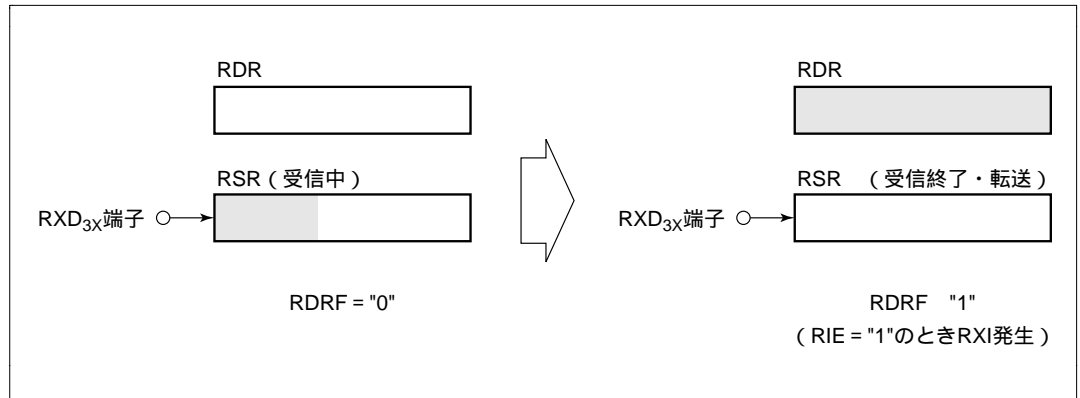 RDR
RSR（受信中）
RXD3X端子
RDRF = "0"
RDR
RSR （受信終了・転送）
RXD3X端子
RDRF "1"
（RIE = "1"のときRXI発生）